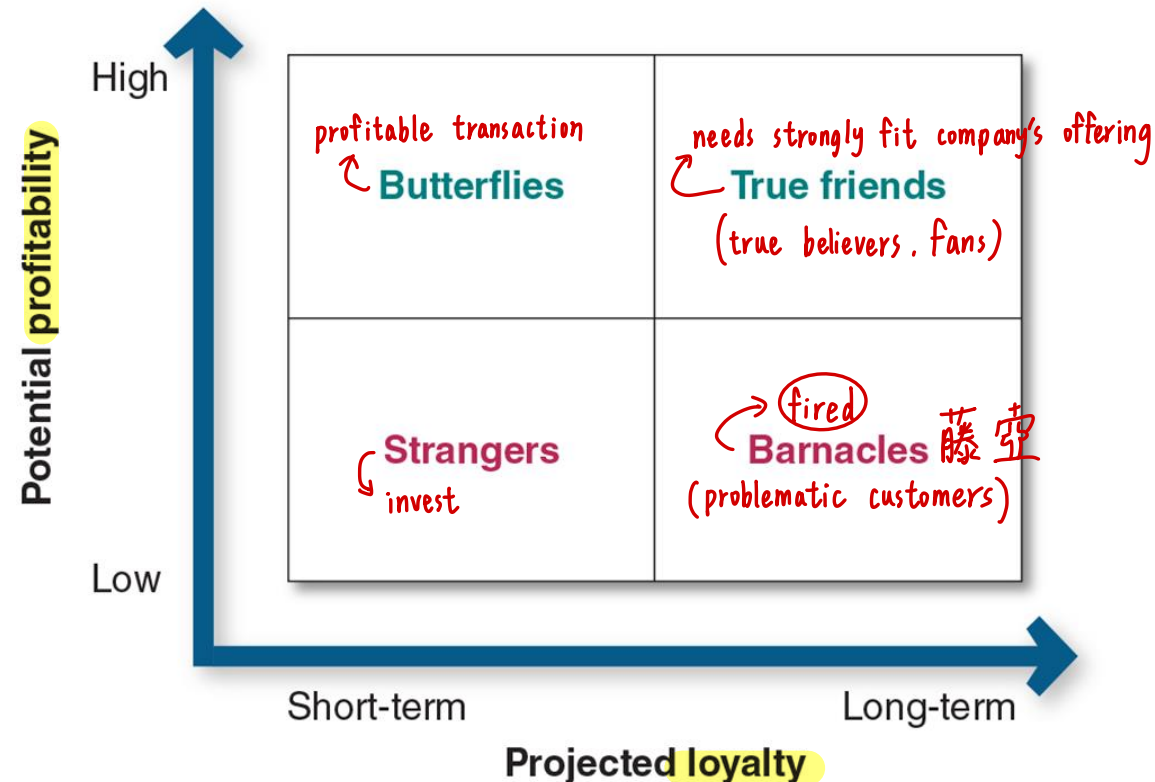 High
profitable transaction
Butterflies
needs strongly fit company's offering
True friends
(true believers. fans)
Potential profitability
fired
Strangers
Barnacles 藤壺
invest
(problematic customers)
Low
Short-term
Long-term
Projected loyalty